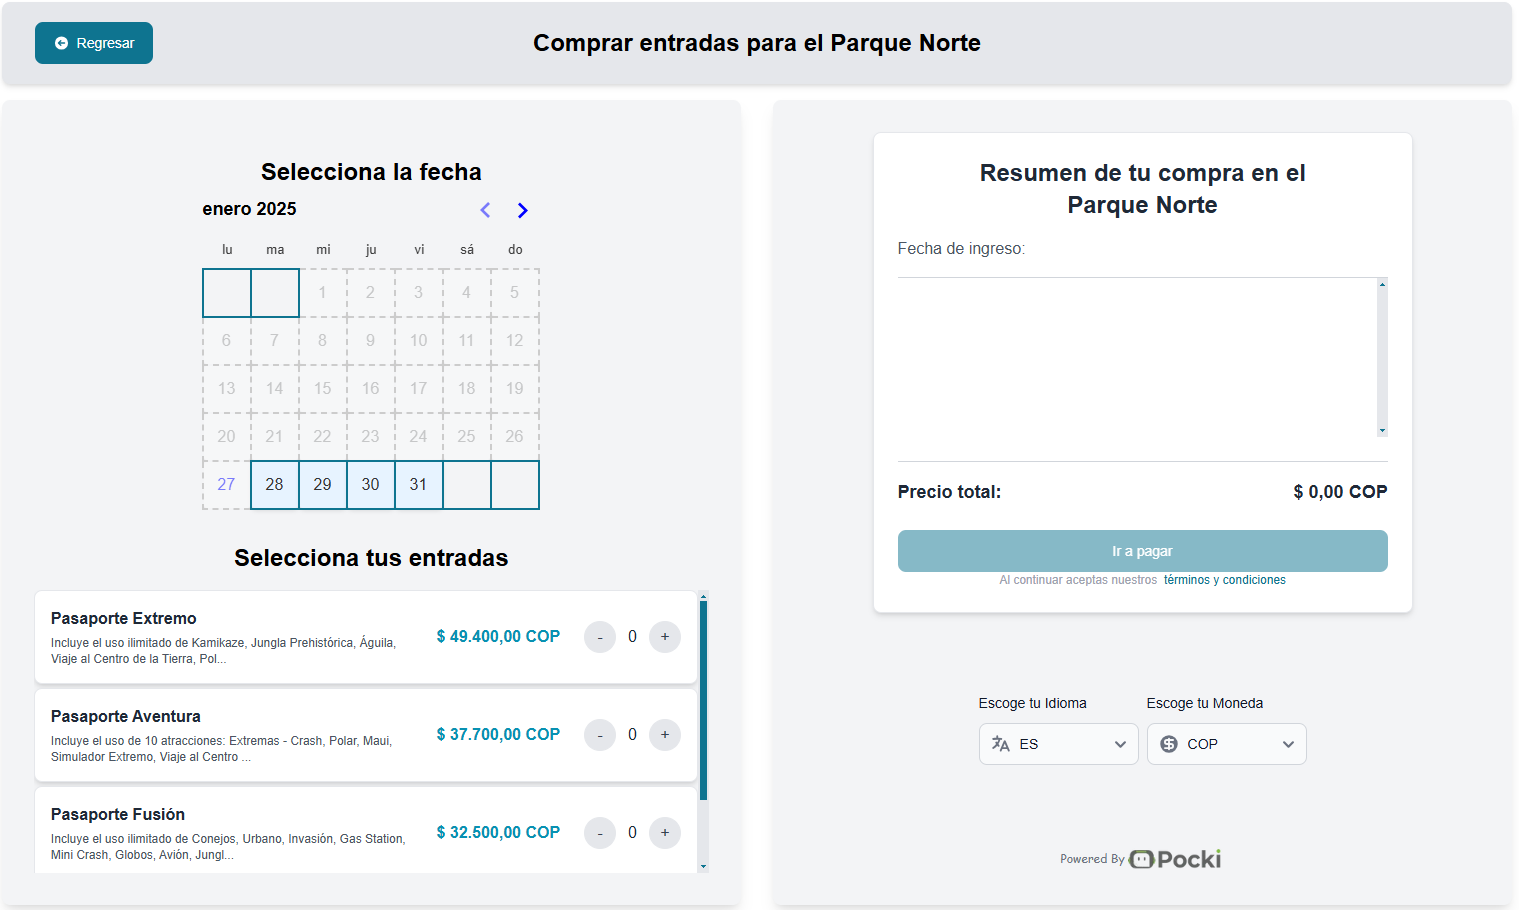 Regresar
Comprar entradas para el Parque Norte
Selecciona la fecha
enero 2025
lu ma mi ju vi sá do
1 2 3 4 5
6 7 8 9 10 11 12
13 14 15 16 17 18 19
20 21 22 23 24 25 26
27 28 29 30 31
Selecciona tus entradas
Pasaporte Extremo
Incluye el uso ilimitado de Kamikaze, Jungla Prehistórica, Águila,
Viaje al Centro de la Tierra, Pol...
$ 49.400,00 COP - 0 +
Pasaporte Aventura
Incluye el uso de 10 atracciones: Extremas - Crash, Polar, Maui,
Simulador Extremo, Viaje al Centro ...
$ 37.700,00 COP - 0 +
Pasaporte Fusión
Incluye el uso ilimitado de Conejos, Urbano, Invasión, Gas Station,
Mini Crash, Globos, Avión, Jungl...
$ 32.500,00 COP - 0 +
Resumen de tu compra en el
Parque Norte
Fecha de ingreso:
Precio total: $ 0,00 COP
Ir a pagar
Al continuar aceptas nuestros términos y condiciones
Escoge tu Idioma Escoge tu Moneda
ES COP
Powered By Pocki